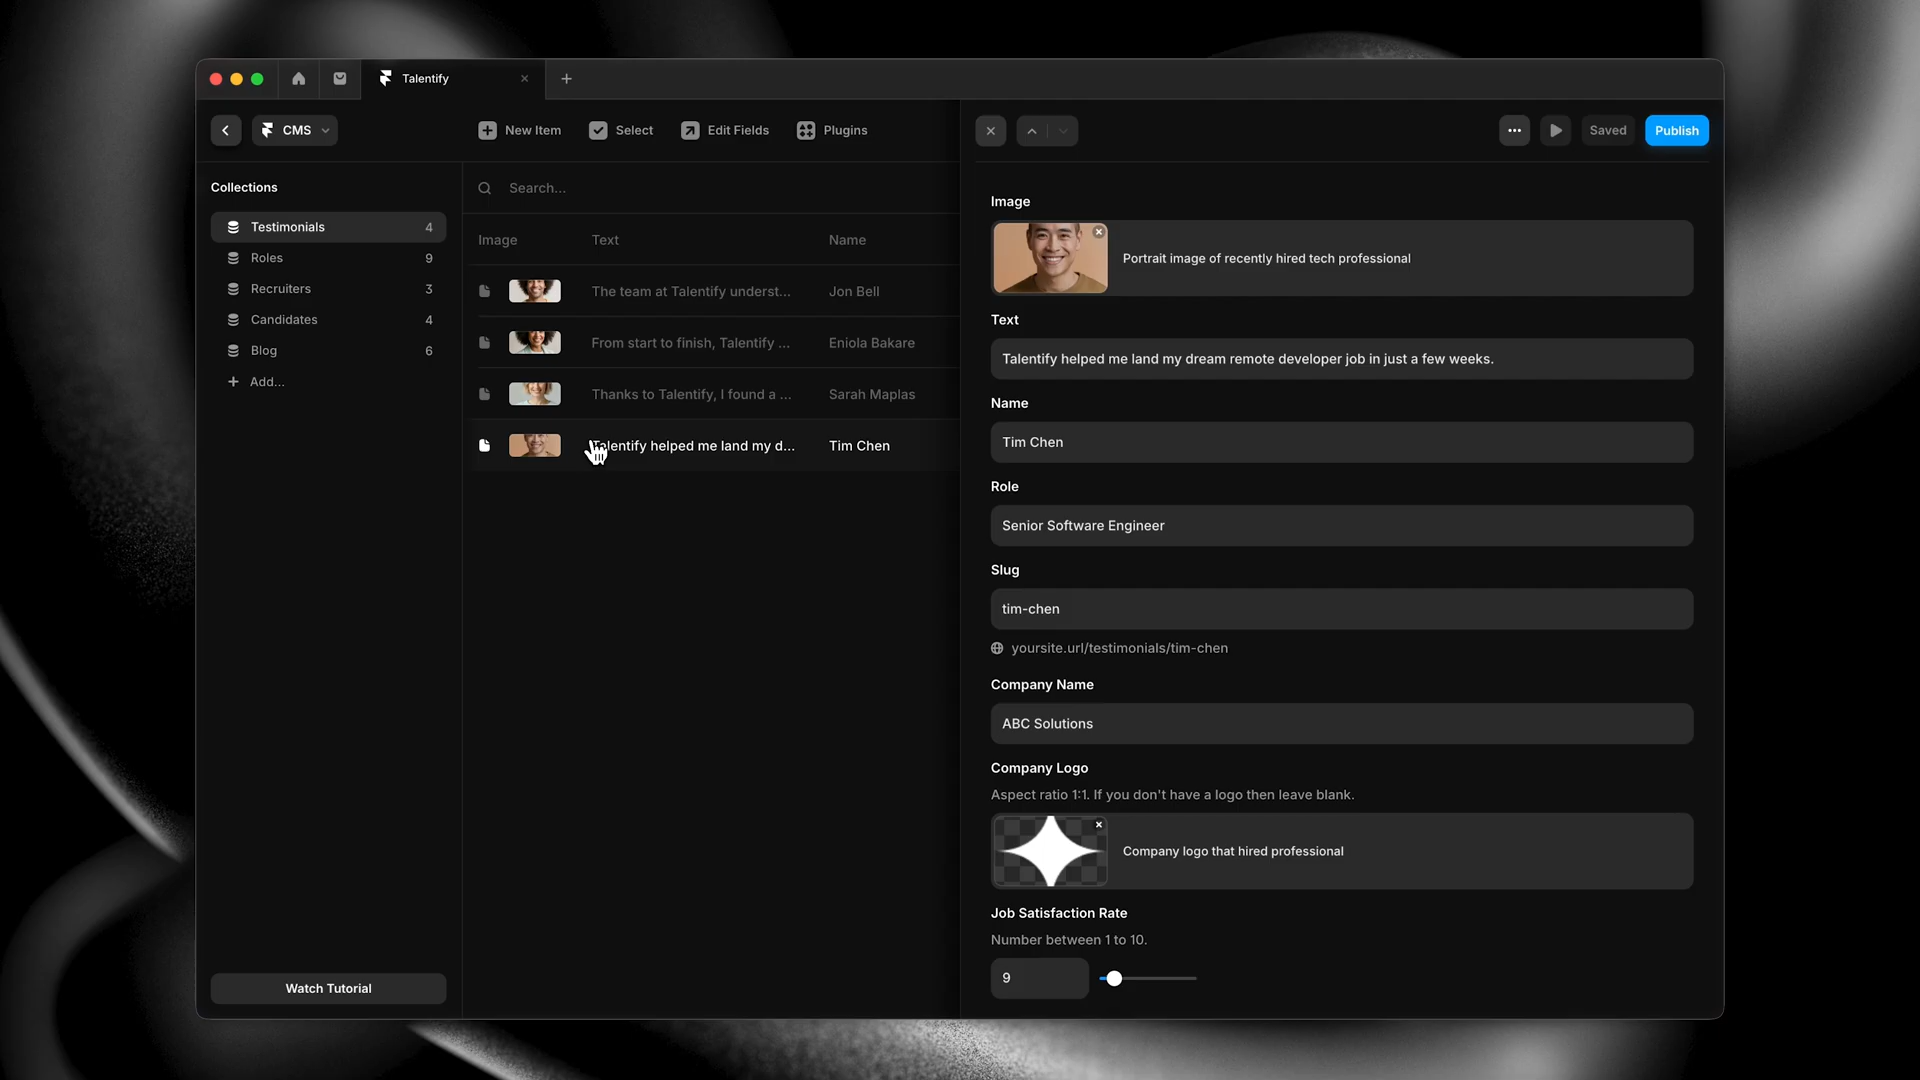 Talentify
CMS
New Item
Select
Edit Fields
Plugins
Saved
Publish
Collections
Testimonials 4
Roles 9
Recruiters 3
Candidates 4
Blog 6
Add...
Watch Tutorial
Search...
Image Text Name
The team at Talentify underst... Jon Bell
From start to finish, Talentify ... Eniola Bakare
Thanks to Talentify, I found a ... Sarah Maplas
Talentify helped me land my d... Tim Chen
Image
Portrait image of recently hired tech professional
Text
Talentify helped me land my dream remote developer job in just a few weeks.
Name
Tim Chen
Role
Senior Software Engineer
Slug
tim-chen
yoursite.url/testimonials/tim-chen
Company Name
ABC Solutions
Company Logo
Aspect ratio 1:1. If you don't have a logo then leave blank.
Company logo that hired professional
Job Satisfaction Rate
Number between 1 to 10.
9